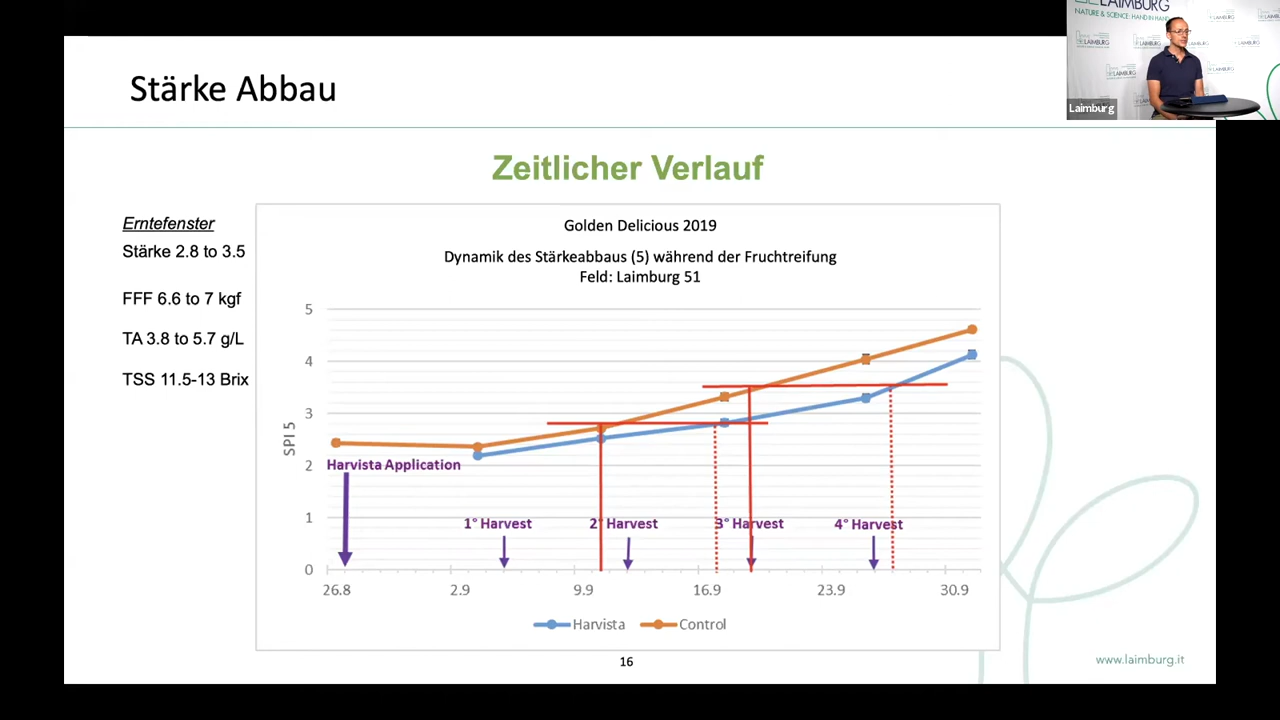 LAIMBURG
NATURE & SCIENCE: HAND IN HAND
LAIMBURG
LAIMBURG
LAIMBURG
Laimburg
Stärke Abbau
Zeitlicher Verlauf
Erntefenster
Stärke 2.8 to 3.5
FFF 6.6 to 7 kgf
TA 3.8 to 5.7 g/L
TSS 11.5-13 Brix
Golden Delicious 2019
Dynamik des Stärkeabbaus (5) während der Fruchtreifung
Feld: Laimburg 51
5
4
3
2
1
0
SPI 5
Harvista Application
1° Harvest
2° Harvest
3° Harvest
4° Harvest
26.8
2.9
9.9
16.9
23.9
30.9
Harvista
Control
16
www.laimburg.it